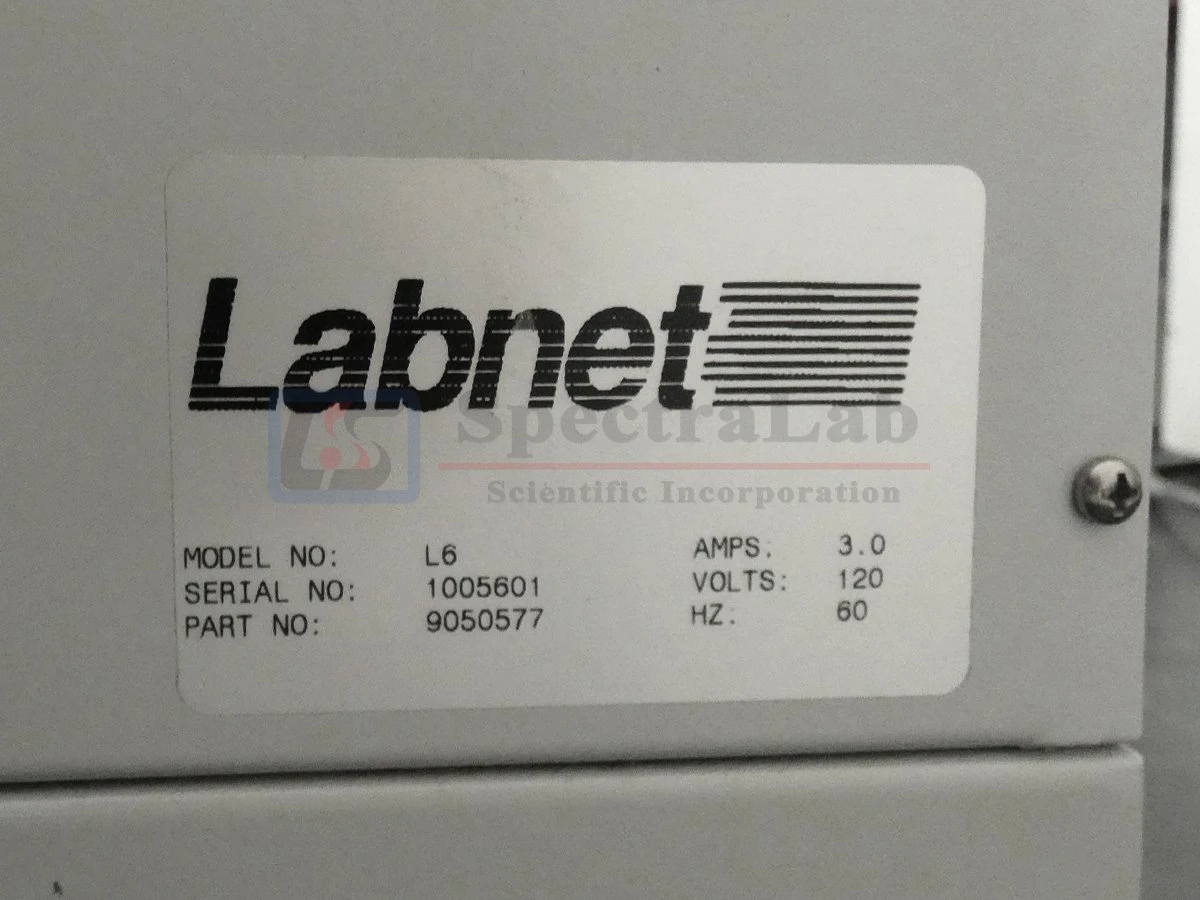 Labnet
SpectraLab
Scientific Incorporation
MODEL NO: L6 AMPS: 3.0
SERIAL NO: 1005601 VOLTS: 120
PART NO: 9050577 HZ: 60